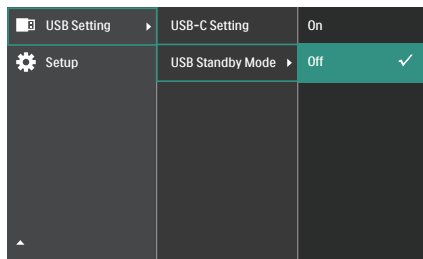 USB Setting
USB-C Setting
On
Setup
USB Standby Mode
Off